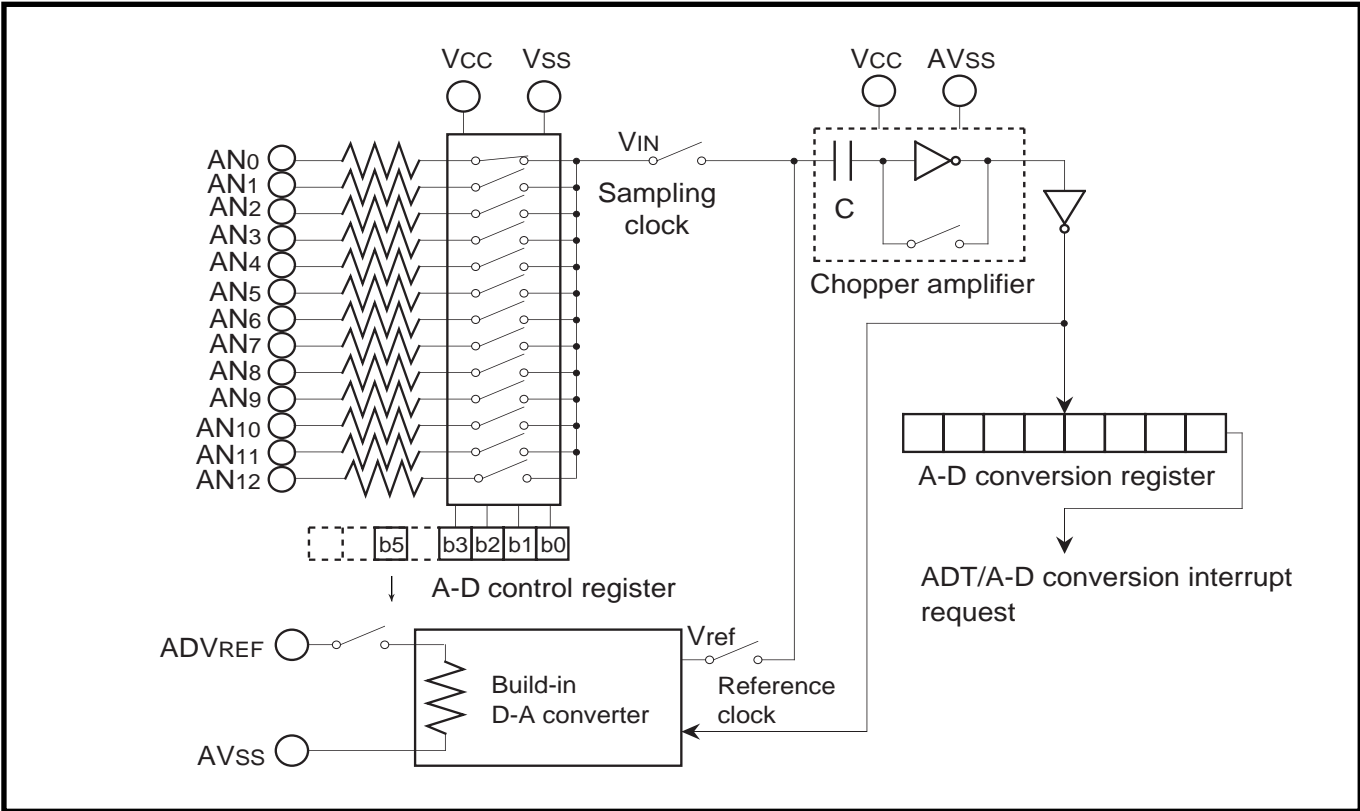 VCC
VSS
VCC
AVSS
AN0
AN1
AN2
AN3
AN4
AN5
AN6
AN7
AN8
AN9
AN10
AN11
AN12
VIN
Sampling
clock
C
Chopper amplifier
b5
b3 b2 b1 b0
A-D control register
A-D conversion register
ADT/A-D conversion interrupt
request
ADVREF
AVSS
Build-in
D-A converter
Vref
Reference
clock